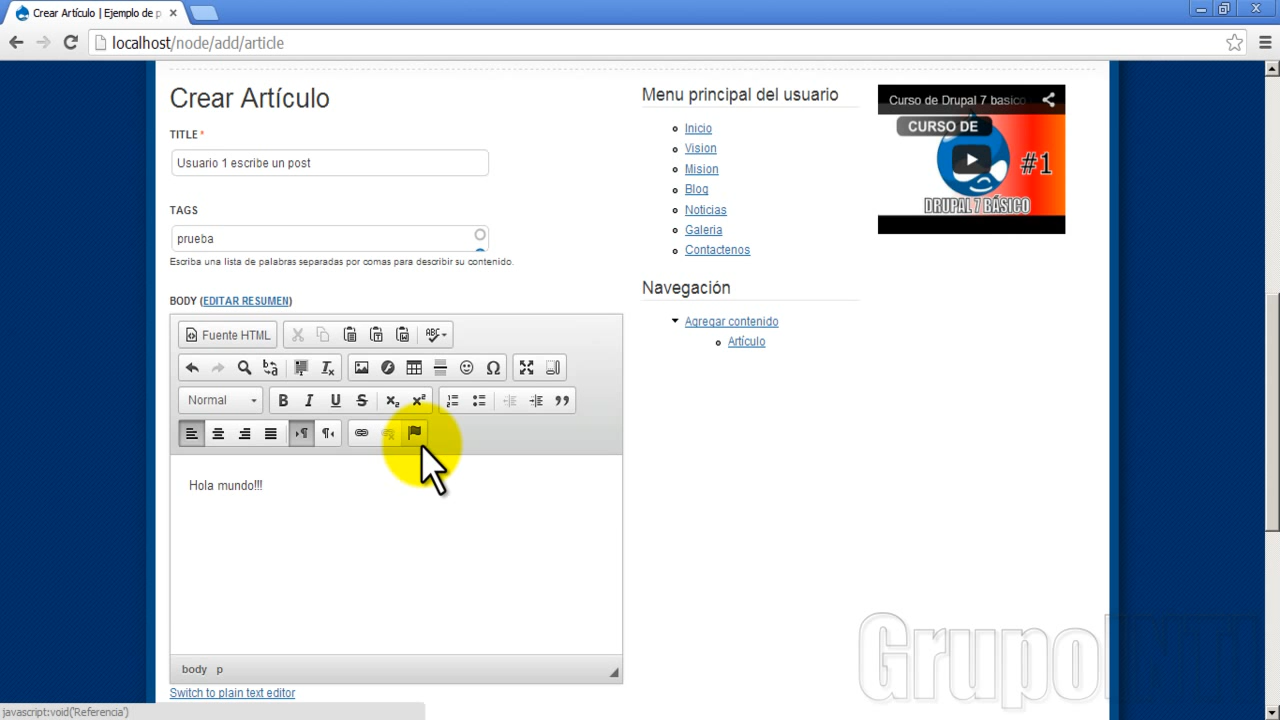 Crear Artículo | Ejemplo de p
localhost/node/add/article
Crear Artículo
TITLE *
Usuario 1 escribe un post
TAGS
prueba
Escriba una lista de palabras separadas por comas para describir su contenido.
BODY (EDITAR RESUMEN)
Fuente HTML
ABC
Normal
B I U S x₂ x²
Hola mundo!!!
body p
Switch to plain text editor
javascript:void('Referencia')
Menu principal del usuario
Inicio
Vision
Mision
Blog
Noticias
Galeria
Contactenos
Navegación
Agregar contenido
Artículo
Curso de Drupal 7 basico
CURSO DE
#1
DRUPAL 7 BÁSICO